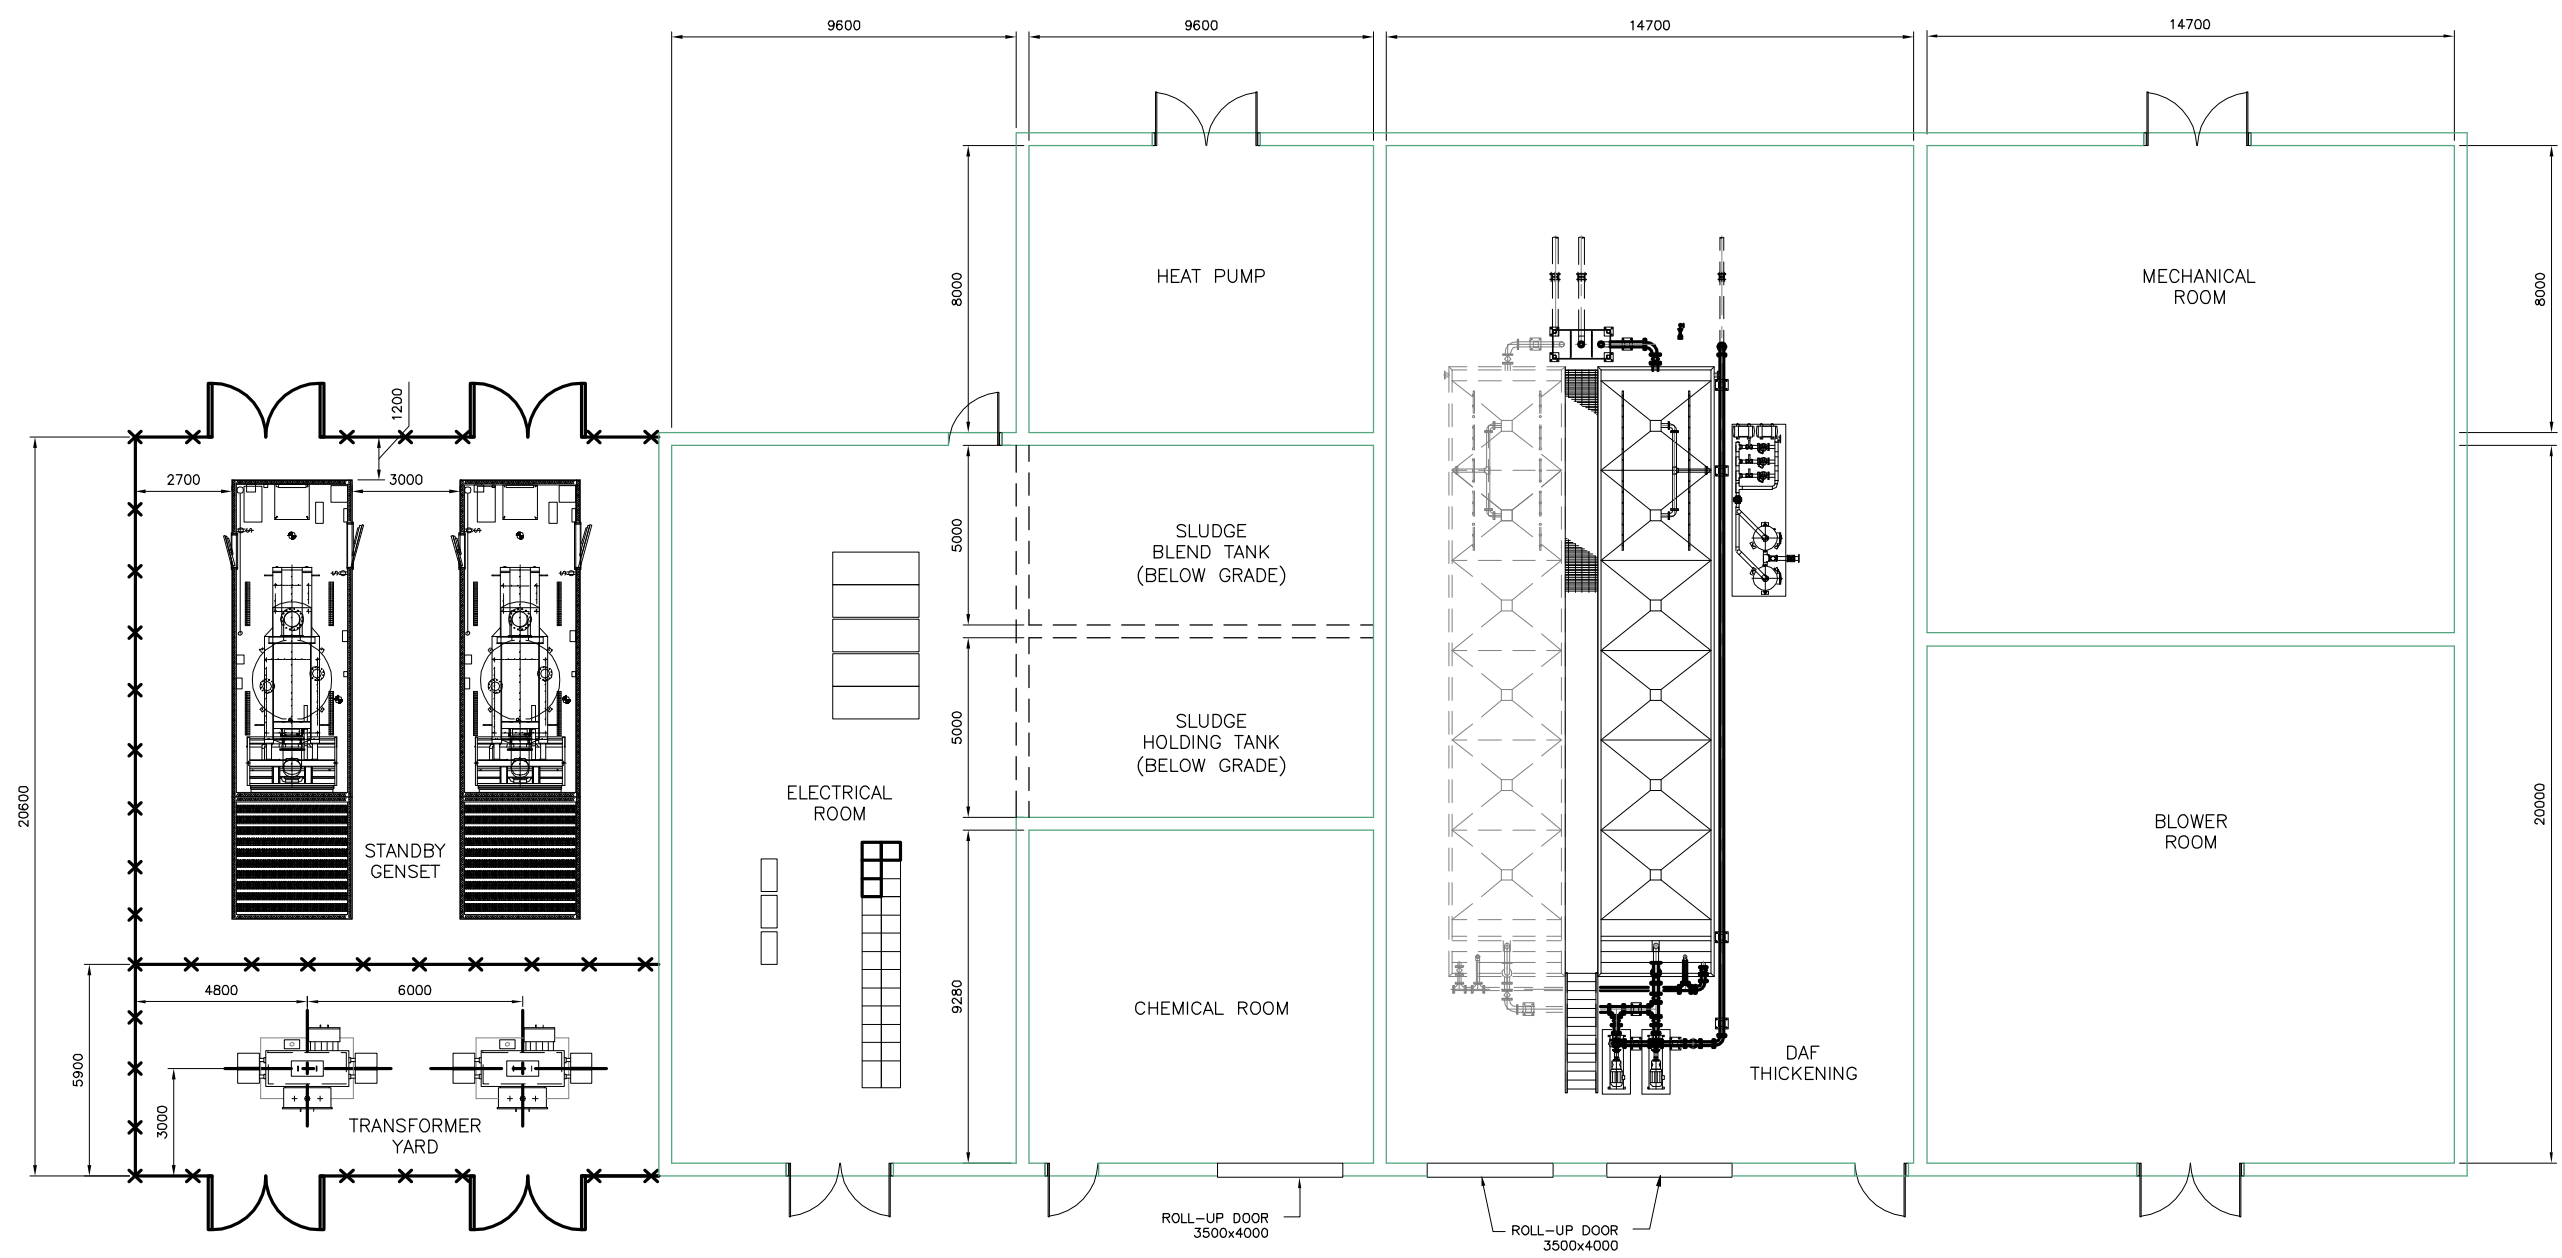 9600
9600
14700
14700
HEAT PUMP
MECHANICAL
ROOM
8000
8000
1200
2700
3000
5000
SLUDGE
BLEND TANK
(BELOW GRADE)
5000
SLUDGE
HOLDING TANK
(BELOW GRADE)
20600
ELECTRICAL
ROOM
20000
BLOWER
ROOM
STANDBY
GENSET
4800
6000
9280
CHEMICAL ROOM
5900
3000
DAF
THICKENING
TRANSFORMER
YARD
ROLL-UP DOOR
3500x4000
ROLL-UP DOOR
3500x4000